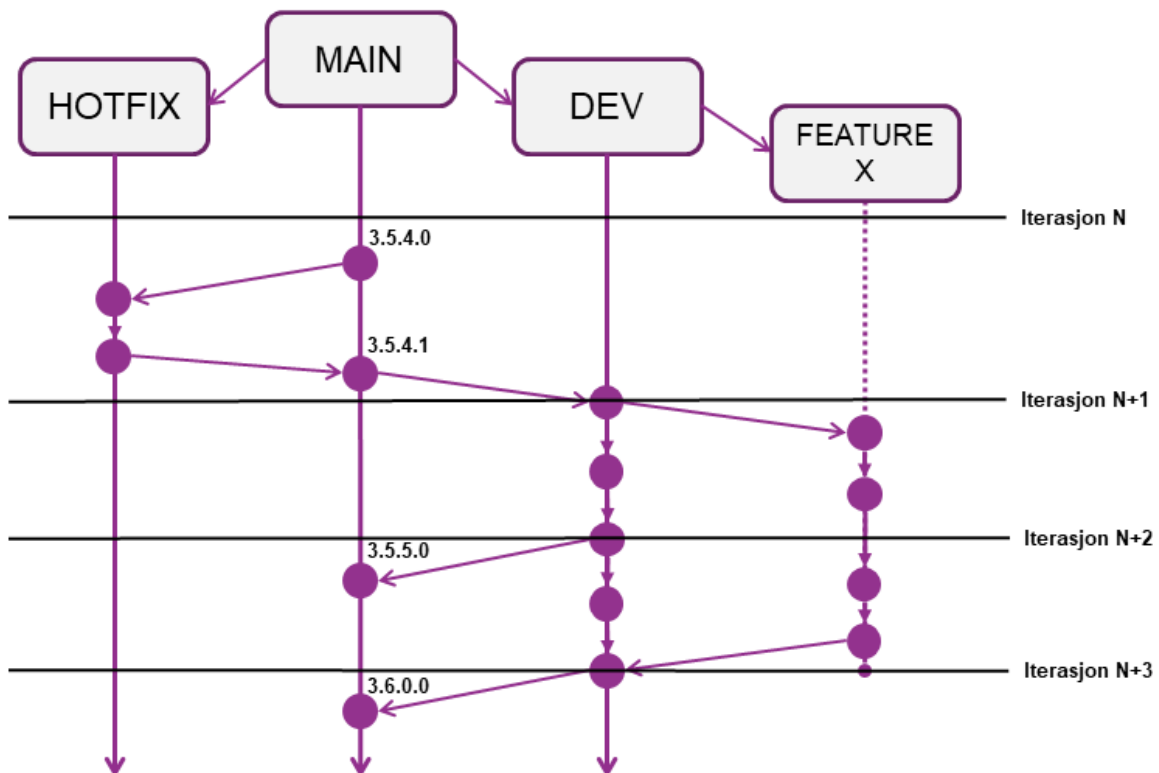 MAIN
HOTFIX
DEV
FEATURE
X
Iterasjon N
3.5.4.0
3.5.4.1
Iterasjon N+1
Iterasjon N+2
3.5.5.0
Iterasjon N+3
3.6.0.0